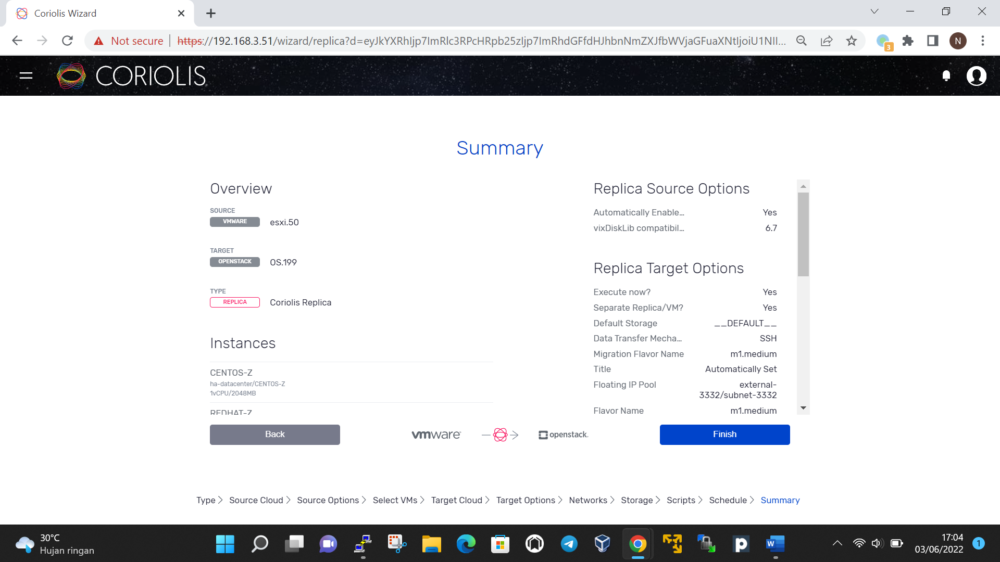 Coriolis Wizard
Not secure
https://192.168.3.51/wizard/replica?d=eyJkYXRhIjp7ImRlc3RPcHRpb25zIjp7ImRhdGFfdHJhbnNmZXJfbWVjaGFuaXNtIjoiU1NII...
3
N
CORIOLIS
Summary
Overview
SOURCE
VMWARE esxi.50
TARGET
OPENSTACK OS.199
TYPE
REPLICA Coriolis Replica
Instances
CENTOS-Z
ha-datacenter/CENTOS-Z
1vCPU/2048MB
REDHAT-Z
Replica Source Options
Automatically Enable... Yes
vixDiskLib compatibil... 6.7
Replica Target Options
Execute now? Yes
Separate Replica/VM? Yes
Default Storage __DEFAULT__
Data Transfer Mecha... SSH
Migration Flavor Name m1.medium
Title Automatically Set
Floating IP Pool external-
3332/subnet-3332
Flavor Name m1.medium
Back
vmware
openstack.
Finish
Type > Source Cloud > Source Options > Select VMs > Target Cloud > Target Options > Networks > Storage > Scripts > Schedule > Summary
30°C
Hujan ringan
17:04
03/06/2022
1